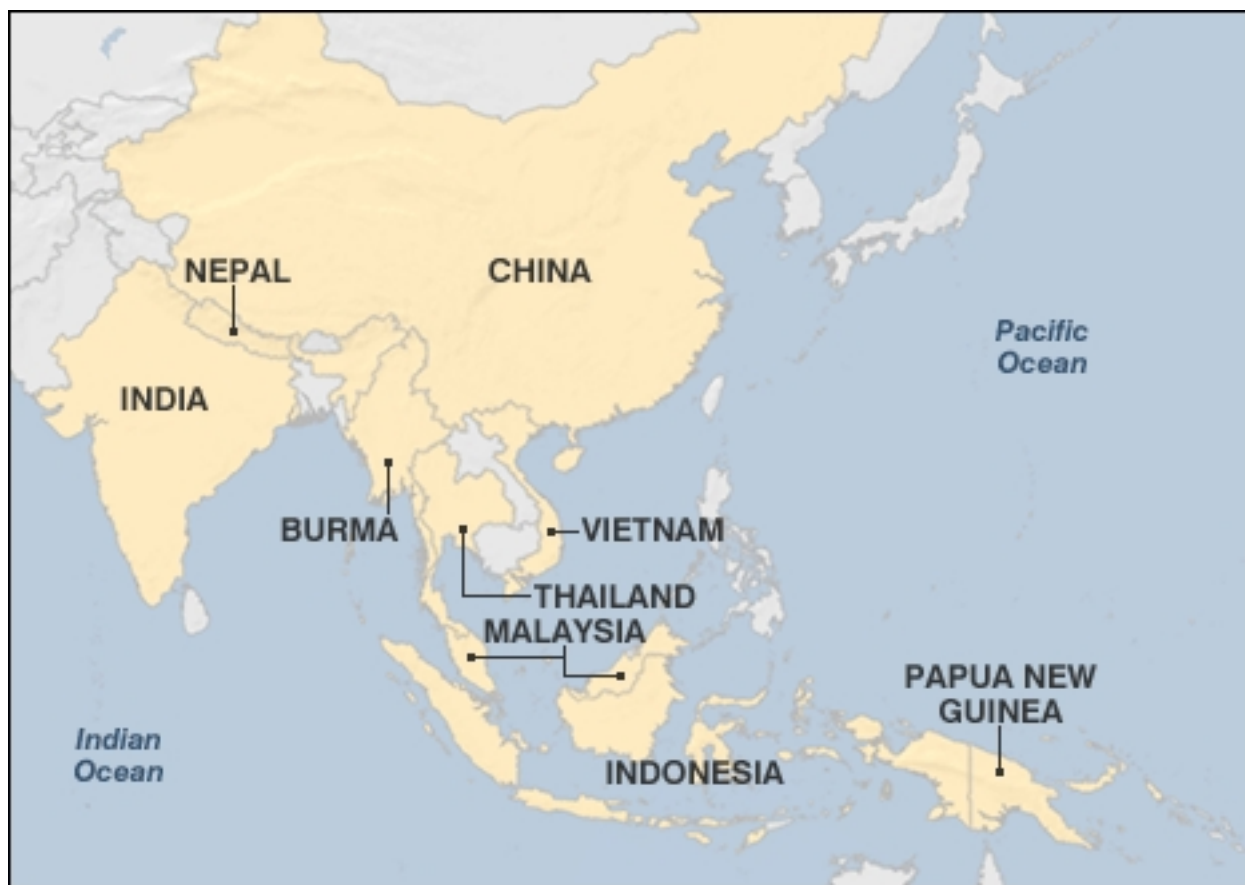 NEPAL
CHINA
Pacific
Ocean
INDIA
BURMA
VIETNAM
THAILAND
MALAYSIA
PAPUA NEW
GUINEA
Indian
Ocean
INDONESIA